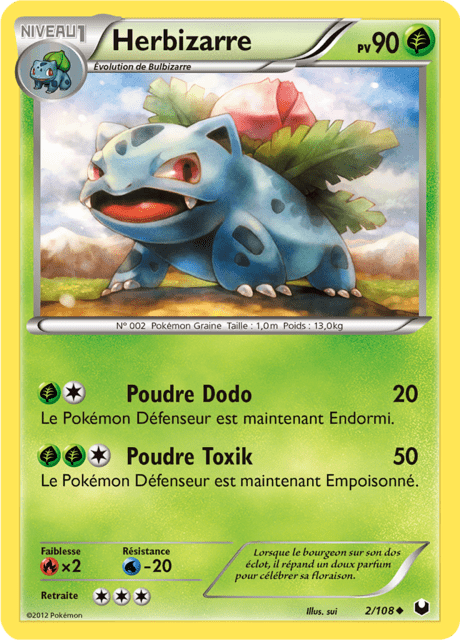 NIVEAU 1
Herbizarre
PV 90
Évolution de Bulbizarre
N° 002 Pokémon Graine Taille : 1,0m Poids : 13,0kg
Poudre Dodo 20
Le Pokémon Défenseur est maintenant Endormi.
Poudre Toxik 50
Le Pokémon Défenseur est maintenant Empoisonné.
Faiblesse
×2
Résistance
-20
Retraite
Lorsque le bourgeon sur son dos
éclot, il répand un doux parfum
pour célébrer sa floraison.
©2012 Pokémon
Illus. sui
2/108